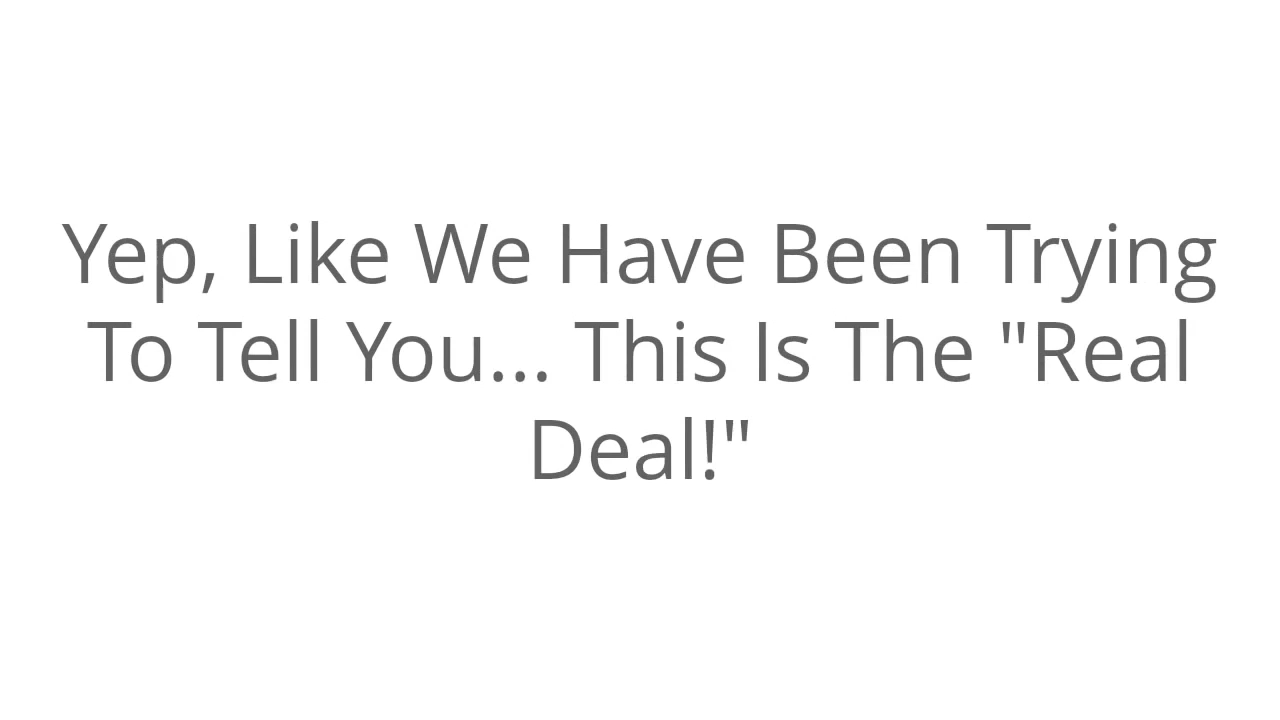 Yep, Like We Have Been Trying
To Tell You... This Is The "Real
Deal!"